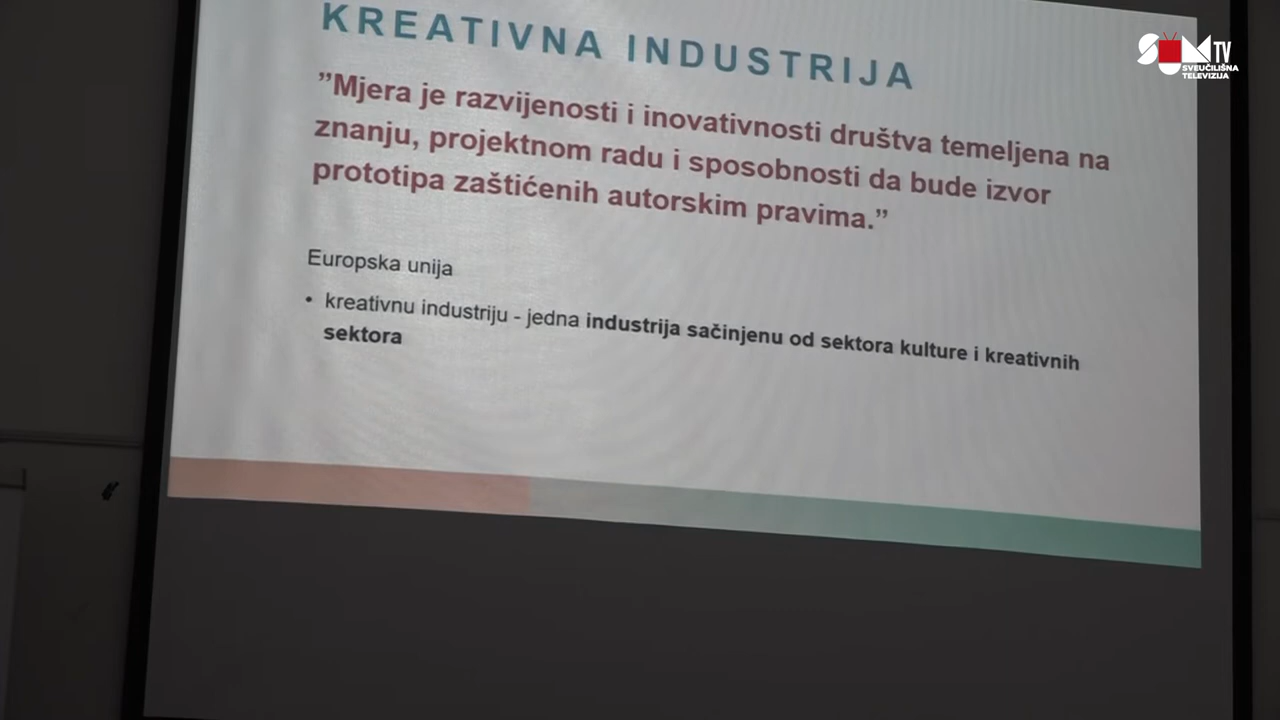 KREATIVNA INDUSTRIJA
”Mjera je razvijenosti i inovativnosti društva temeljena na
znanju, projektnom radu i sposobnosti da bude izvor
prototipa zaštićenih autorskim pravima.”
Europska unija
• kreativnu industriju - jedna industrija sačinjenu od sektora kulture i kreativnih
sektora
SUM TV
SVEUČILIŠNA
TELEVIZIJA